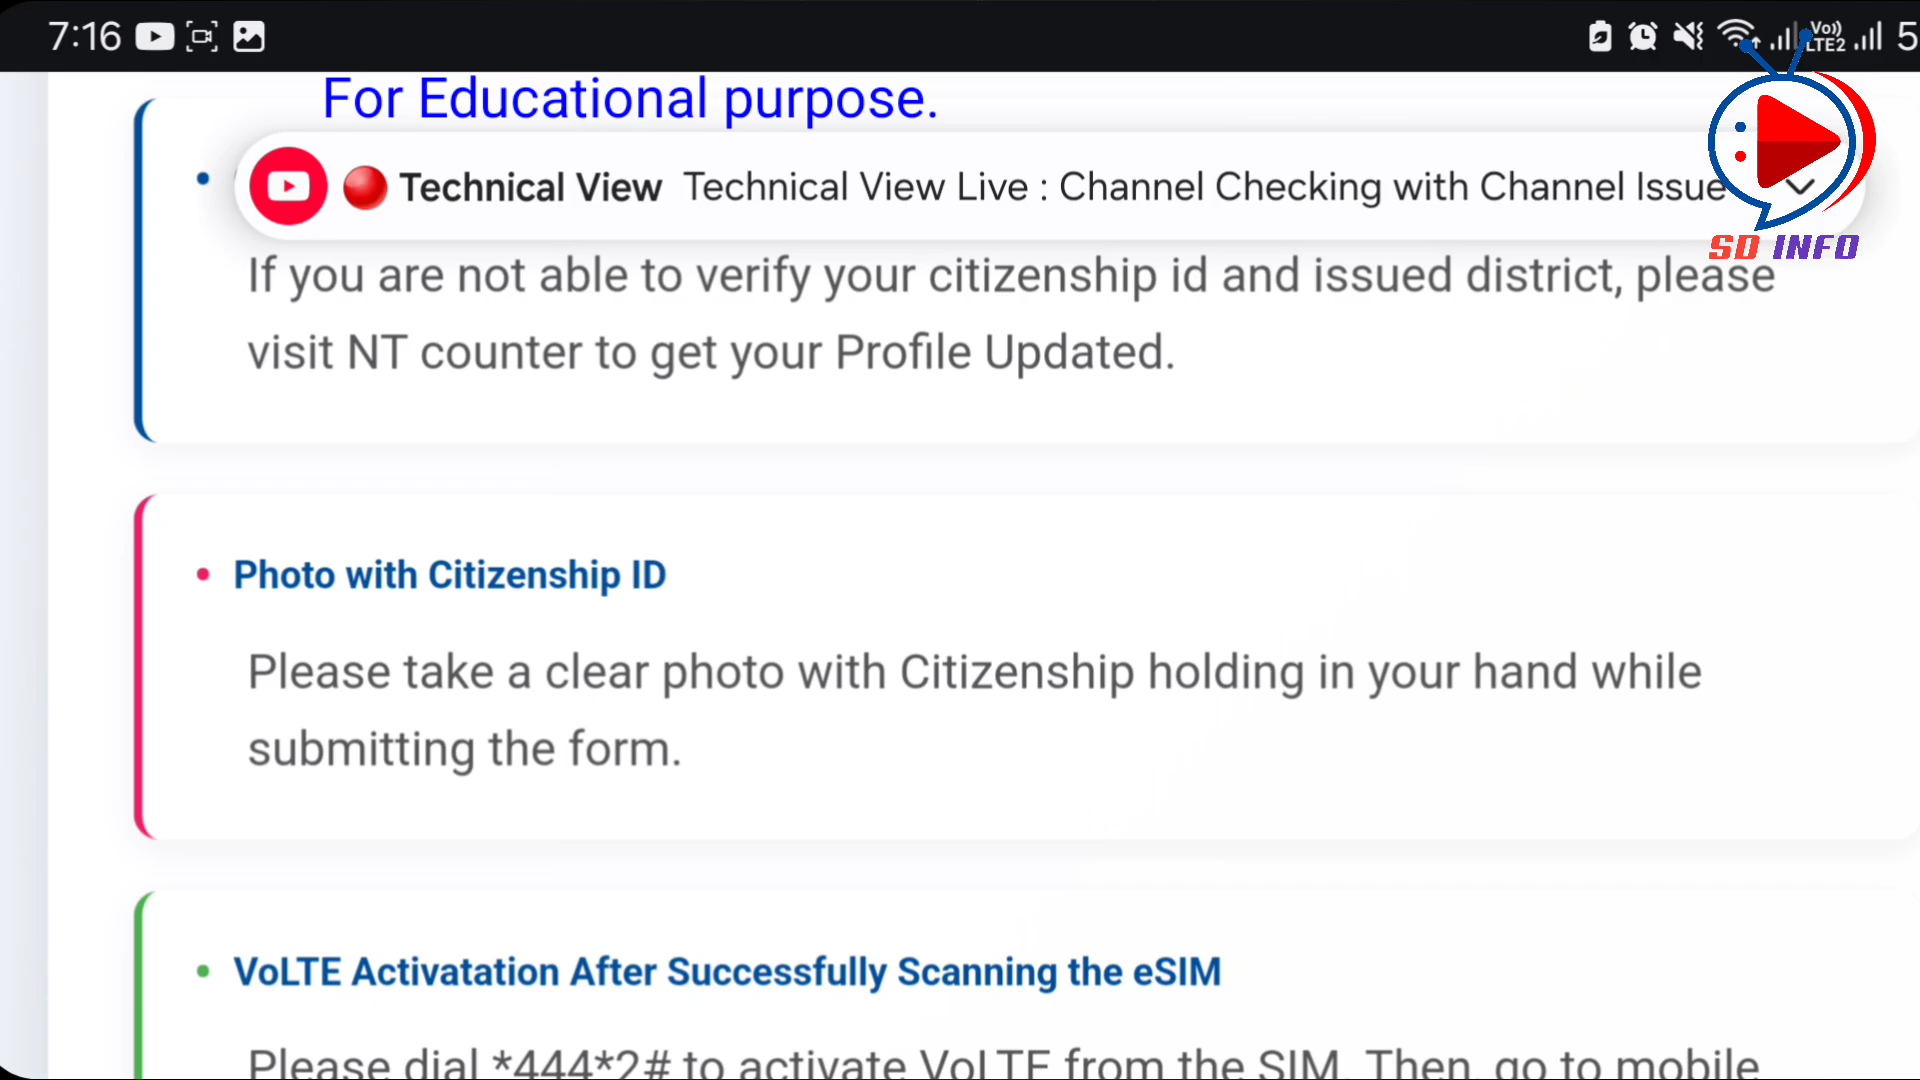 7:16
Vo)) LTE2
5
For Educational purpose.
Technical View Technical View Live : Channel Checking with Channel Issue
SD INFO
If you are not able to verify your citizenship id and issued district, please
visit NT counter to get your Profile Updated.
Photo with Citizenship ID
Please take a clear photo with Citizenship holding in your hand while
submitting the form.
VoLTE Activatation After Successfully Scanning the eSIM
Please dial *444*2# to activate VoLTE from the SIM. Then, go to mobile